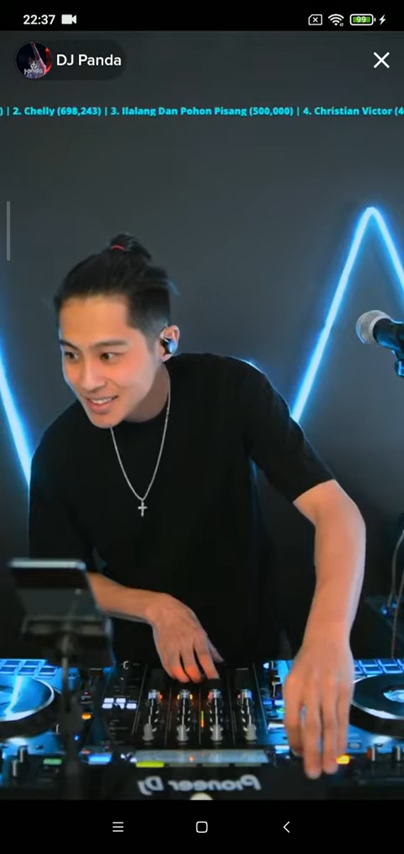 22:37
99
DJ Panda
) | 2. Chelly (698,243) | 3. Ilalang Dan Pohon Pisang (500,000) | 4. Christian Victor (4
Pioneer Dj